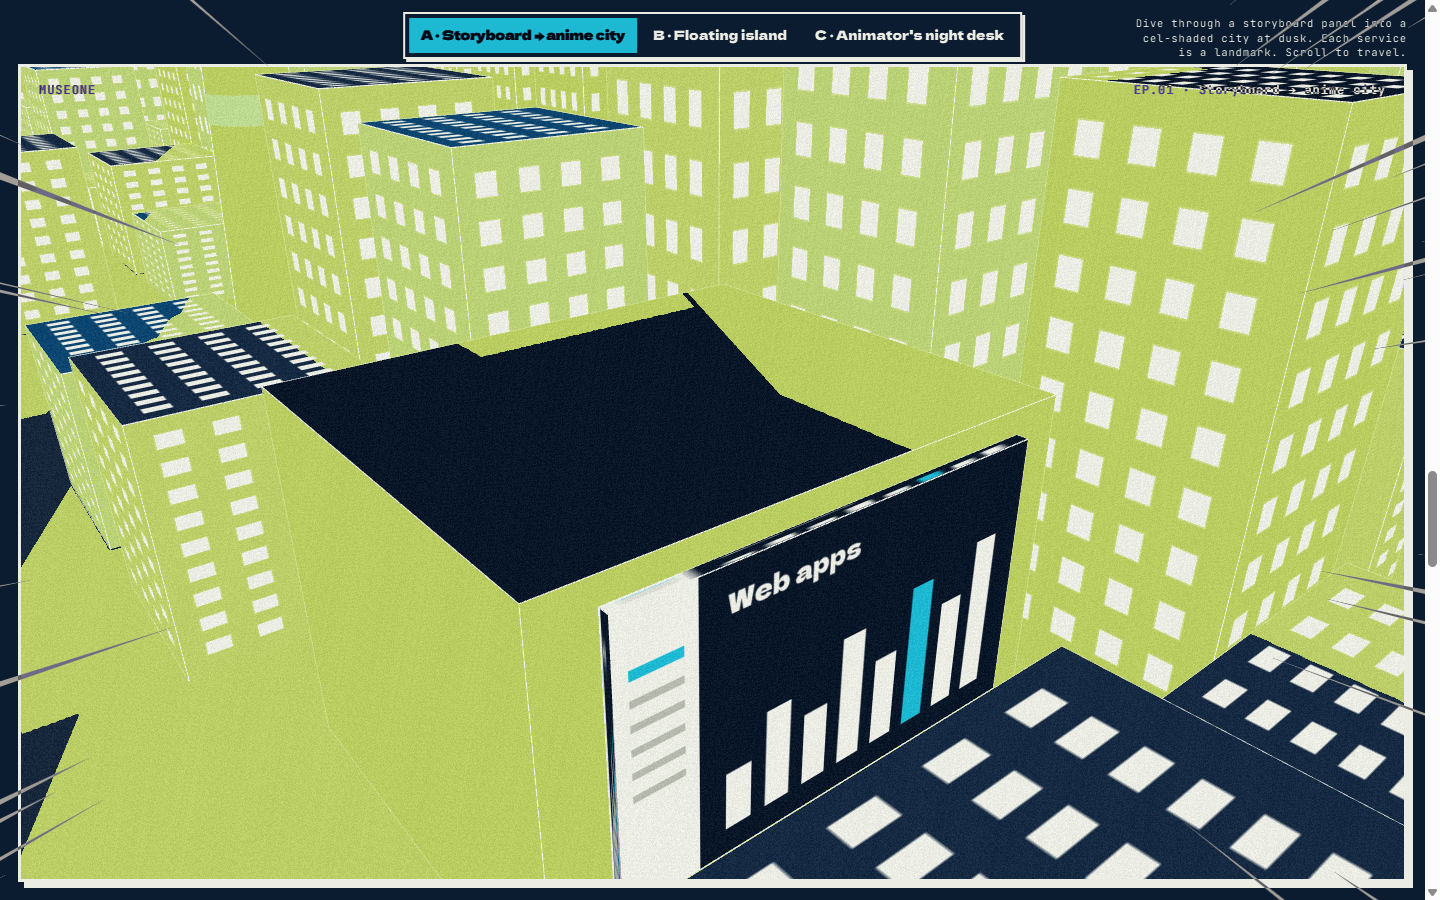 A · Storyboard → anime city
B · Floating island
C · Animator's night desk
Dive through a storyboard panel into a
cel-shaded city at dusk. Each service
is a landmark. Scroll to travel.
MUSEONE
EP.01 · Storyboard → anime city
Web apps